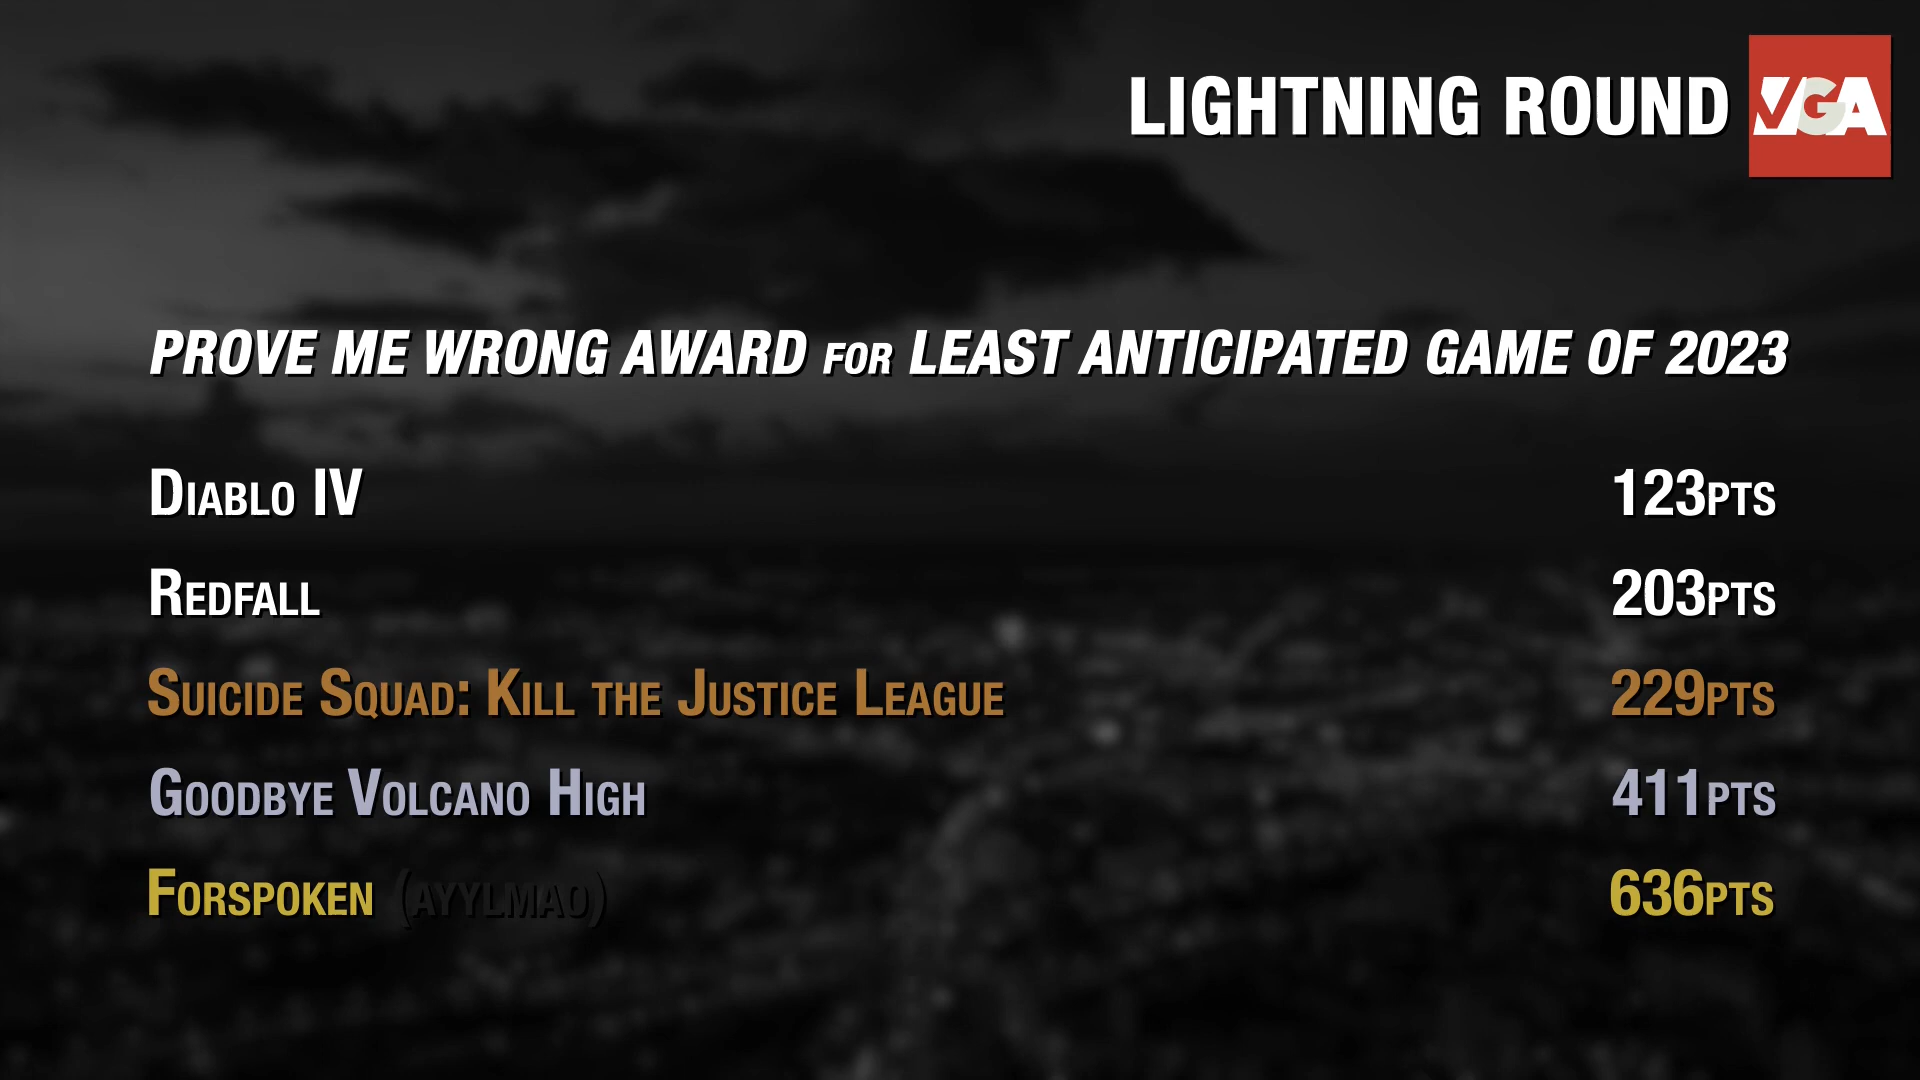 LIGHTNING ROUND VGA
PROVE ME WRONG AWARD FOR LEAST ANTICIPATED GAME OF 2023
DIABLO IV 123PTS
REDFALL 203PTS
SUICIDE SQUAD: KILL THE JUSTICE LEAGUE 229PTS
GOODBYE VOLCANO HIGH 411PTS
FORSPOKEN (AYYLMAO) 636PTS